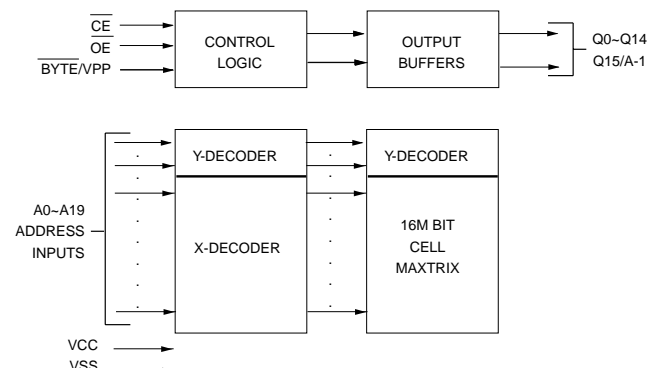 CE
OE
BYTE/VPP
CONTROL
LOGIC
OUTPUT
BUFFERS
Q0~Q14
Q15/A-1
A0~A19
ADDRESS
INPUTS
Y-DECODER
X-DECODER
Y-DECODER
16M BIT
CELL
MAXTRIX
VCC
VSS